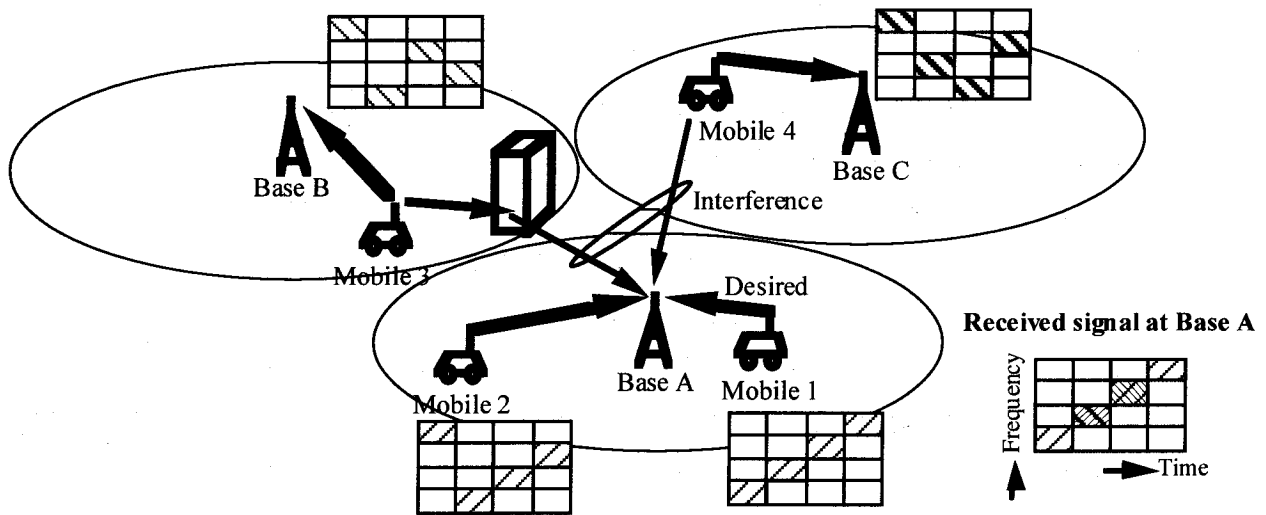 Mobile 4
Base B
Base C
Interference
Mobile 3
Desired
Received signal at Base A
Base A
Mobile 1
Mobile 2
Frequency
Time